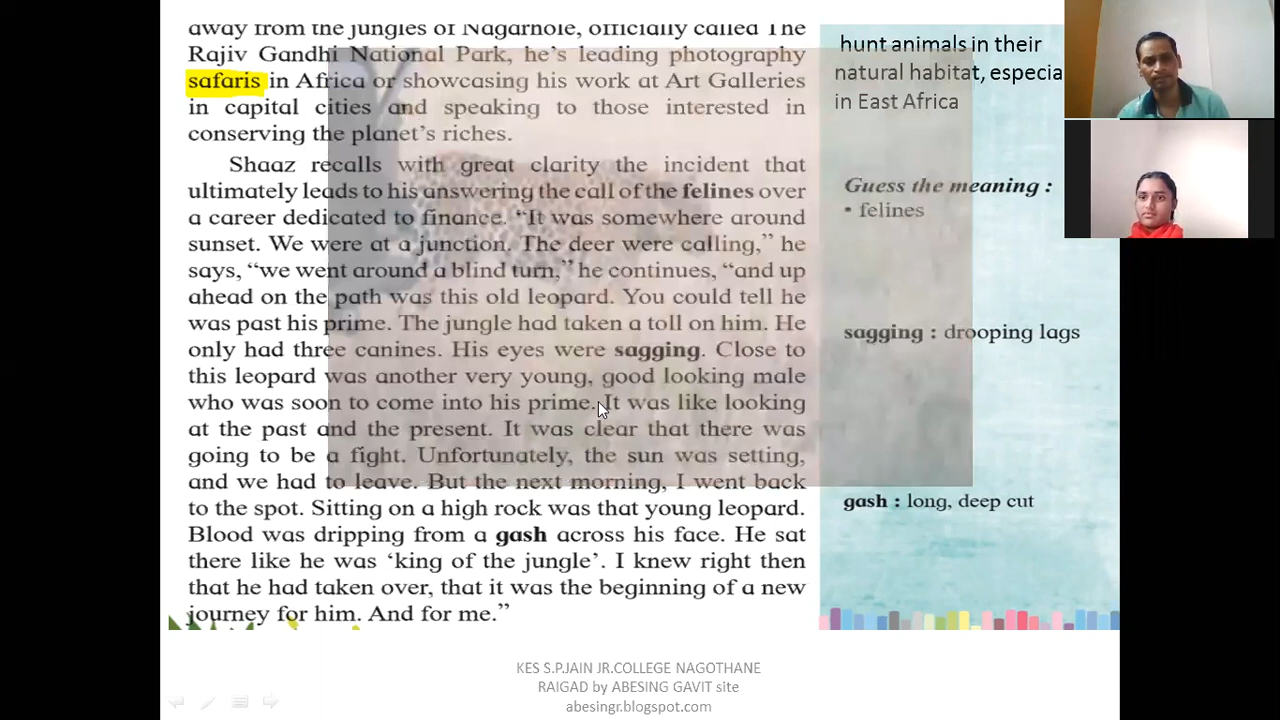 away from the jungles of Nagarhole, officially called The
Rajiv Gandhi National Park, he's leading photography
safaris in Africa or showcasing his work at Art Galleries
in capital cities and speaking to those interested in
conserving the planet's riches.
Shaaz recalls with great clarity the incident that
ultimately leads to his answering the call of the felines over
a career dedicated to finance. “It was somewhere around
sunset. We were at a junction. The deer were calling,” he
says, “we went around a blind turn,” he continues, “and up
ahead on the path was this old leopard. You could tell he
was past his prime. The jungle had taken a toll on him. He
only had three canines. His eyes were sagging. Close to
this leopard was another very young, good looking male
who was soon to come into his prime. It was like looking
at the past and the present. It was clear that there was
going to be a fight. Unfortunately, the sun was setting,
and we had to leave. But the next morning, I went back
to the spot. Sitting on a high rock was that young leopard.
Blood was dripping from a gash across his face. He sat
there like he was ‘king of the jungle’. I knew right then
that he had taken over, that it was the beginning of a new
journey for him. And for me.”
hunt animals in their
natural habitat, especia
in East Africa
Guess the meaning :
• felines
sagging : drooping lags
gash : long, deep cut
KES S.P.JAIN JR.COLLEGE NAGOTHANE
RAIGAD by ABESING GAVIT site
abesingr.blogspot.com